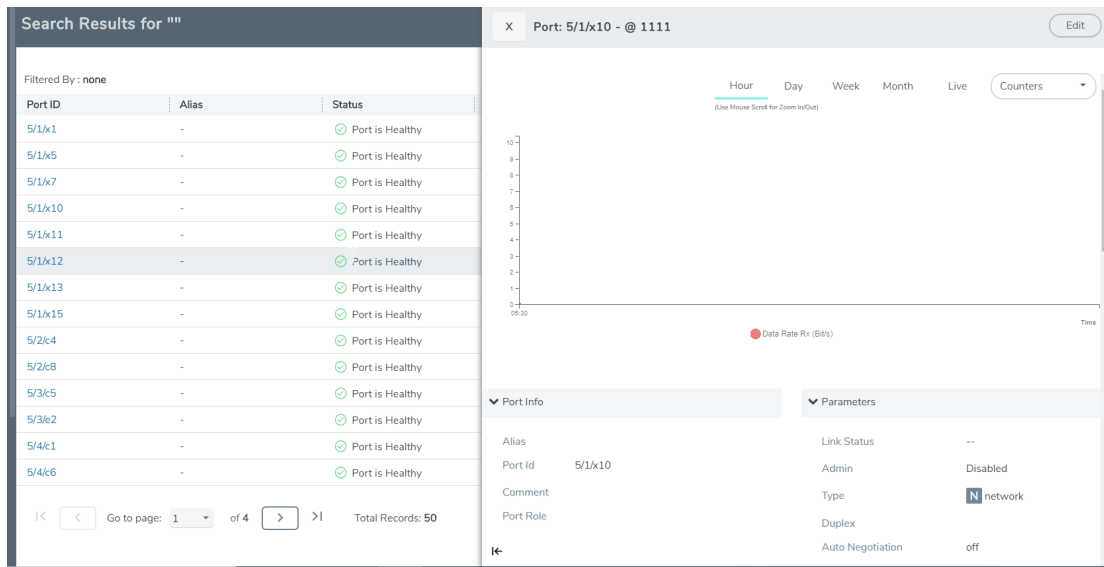 Search Results for ""
Filtered By : none
Port ID Alias Status
5/1/x1 - Port is Healthy
5/1/x5 - Port is Healthy
5/1/x7 - Port is Healthy
5/1/x10 - Port is Healthy
5/1/x11 - Port is Healthy
5/1/x12 - Port is Healthy
5/1/x13 - Port is Healthy
5/1/x15 - Port is Healthy
5/2/c4 - Port is Healthy
5/2/c8 - Port is Healthy
5/3/c5 - Port is Healthy
5/3/e2 - Port is Healthy
5/4/c1 - Port is Healthy
5/4/c6 - Port is Healthy
Go to page: 1 of 4 Total Records: 50
X Port: 5/1/x10 - @ 1111 Edit
Hour Day Week Month Live Counters
(Use Mouse Scroll for Zoom In/Out)
10
9
8
7
6
5
4
3
2
1
0
05:30
Time
Data Rate Rx (Bit/s)
Port Info
Alias
Port Id 5/1/x10
Comment
Port Role
Parameters
Link Status --
Admin Disabled
Type N network
Duplex
Auto Negotiation off